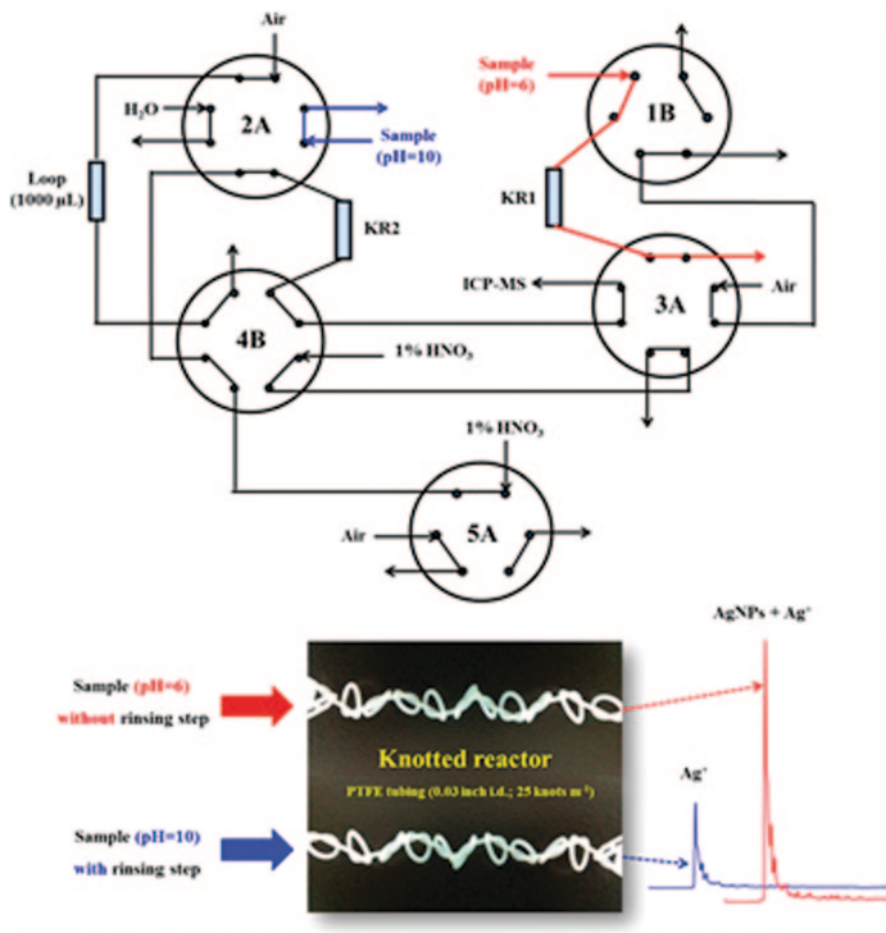 Air
Sample
(pH=6)
H₂O
2A
1B
Sample
(pH=10)
Loop
(1000 µL)
KR1
KR2
ICP-MS
Air
3A
4B
1% HNO₃
1% HNO₃
Air
5A
AgNPs + Ag⁺
Sample (pH=6)
without rinsing step
Knotted reactor
PTFE tubing (0.03 inch i.d.; 25 knots m⁻¹)
Ag⁺
Sample (pH=10)
with rinsing step